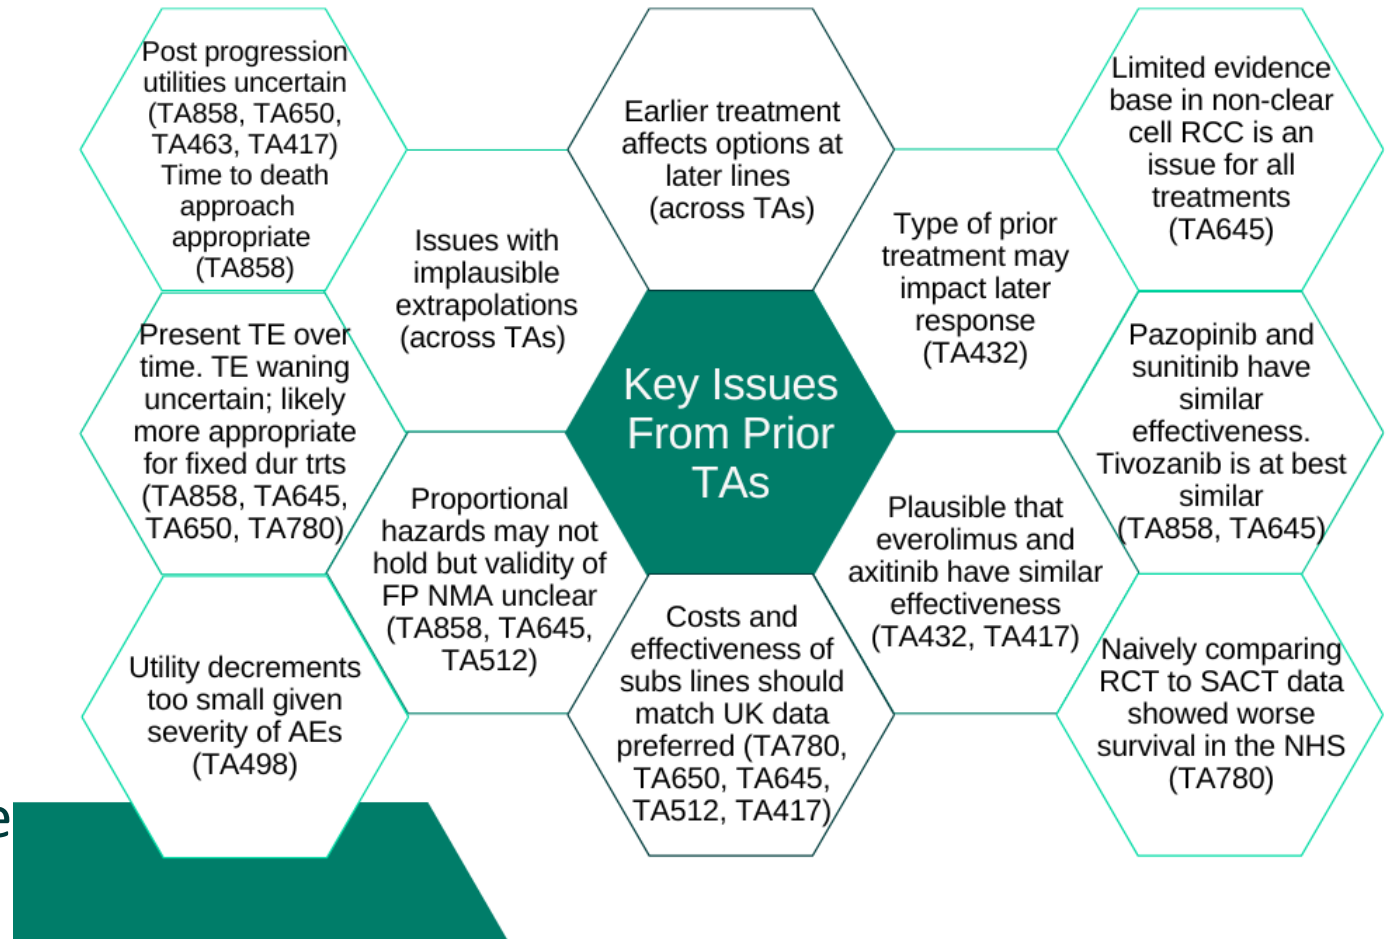 Post progression
utilities uncertain
(TA858, TA650,
TA463, TA417)
Time to death
approach
appropriate
(TA858)
Present TE over
time. TE waning
uncertain; likely
more appropriate
for fixed dur trts
(TA858, TA645,
TA650, TA780)
Utility decrements
too small given
severity of AEs
(TA498)
Issues with
implausible
extrapolations
(across TAs)
Proportional
hazards may not
hold but validity of
FP NMA unclear
(TA858, TA645,
TA512)
Earlier treatment
affects options at
later lines
(across TAs)
Key Issues
From Prior
TAs
Costs and
effectiveness of
subs lines should
match UK data
preferred (TA780,
TA650, TA645,
TA512, TA417)
Type of prior
treatment may
impact later
response
(TA432)
Plausible that
everolimus and
axitinib have similar
effectiveness
(TA432, TA417)
Limited evidence
base in non-clear
cell RCC is an
issue for all
treatments
(TA645)
Pazopinib and
sunitinib have
similar
effectiveness.
Tivozanib is at best
similar
(TA858, TA645)
Naively comparing
RCT to SACT data
showed worse
survival in the NHS
(TA780)
e